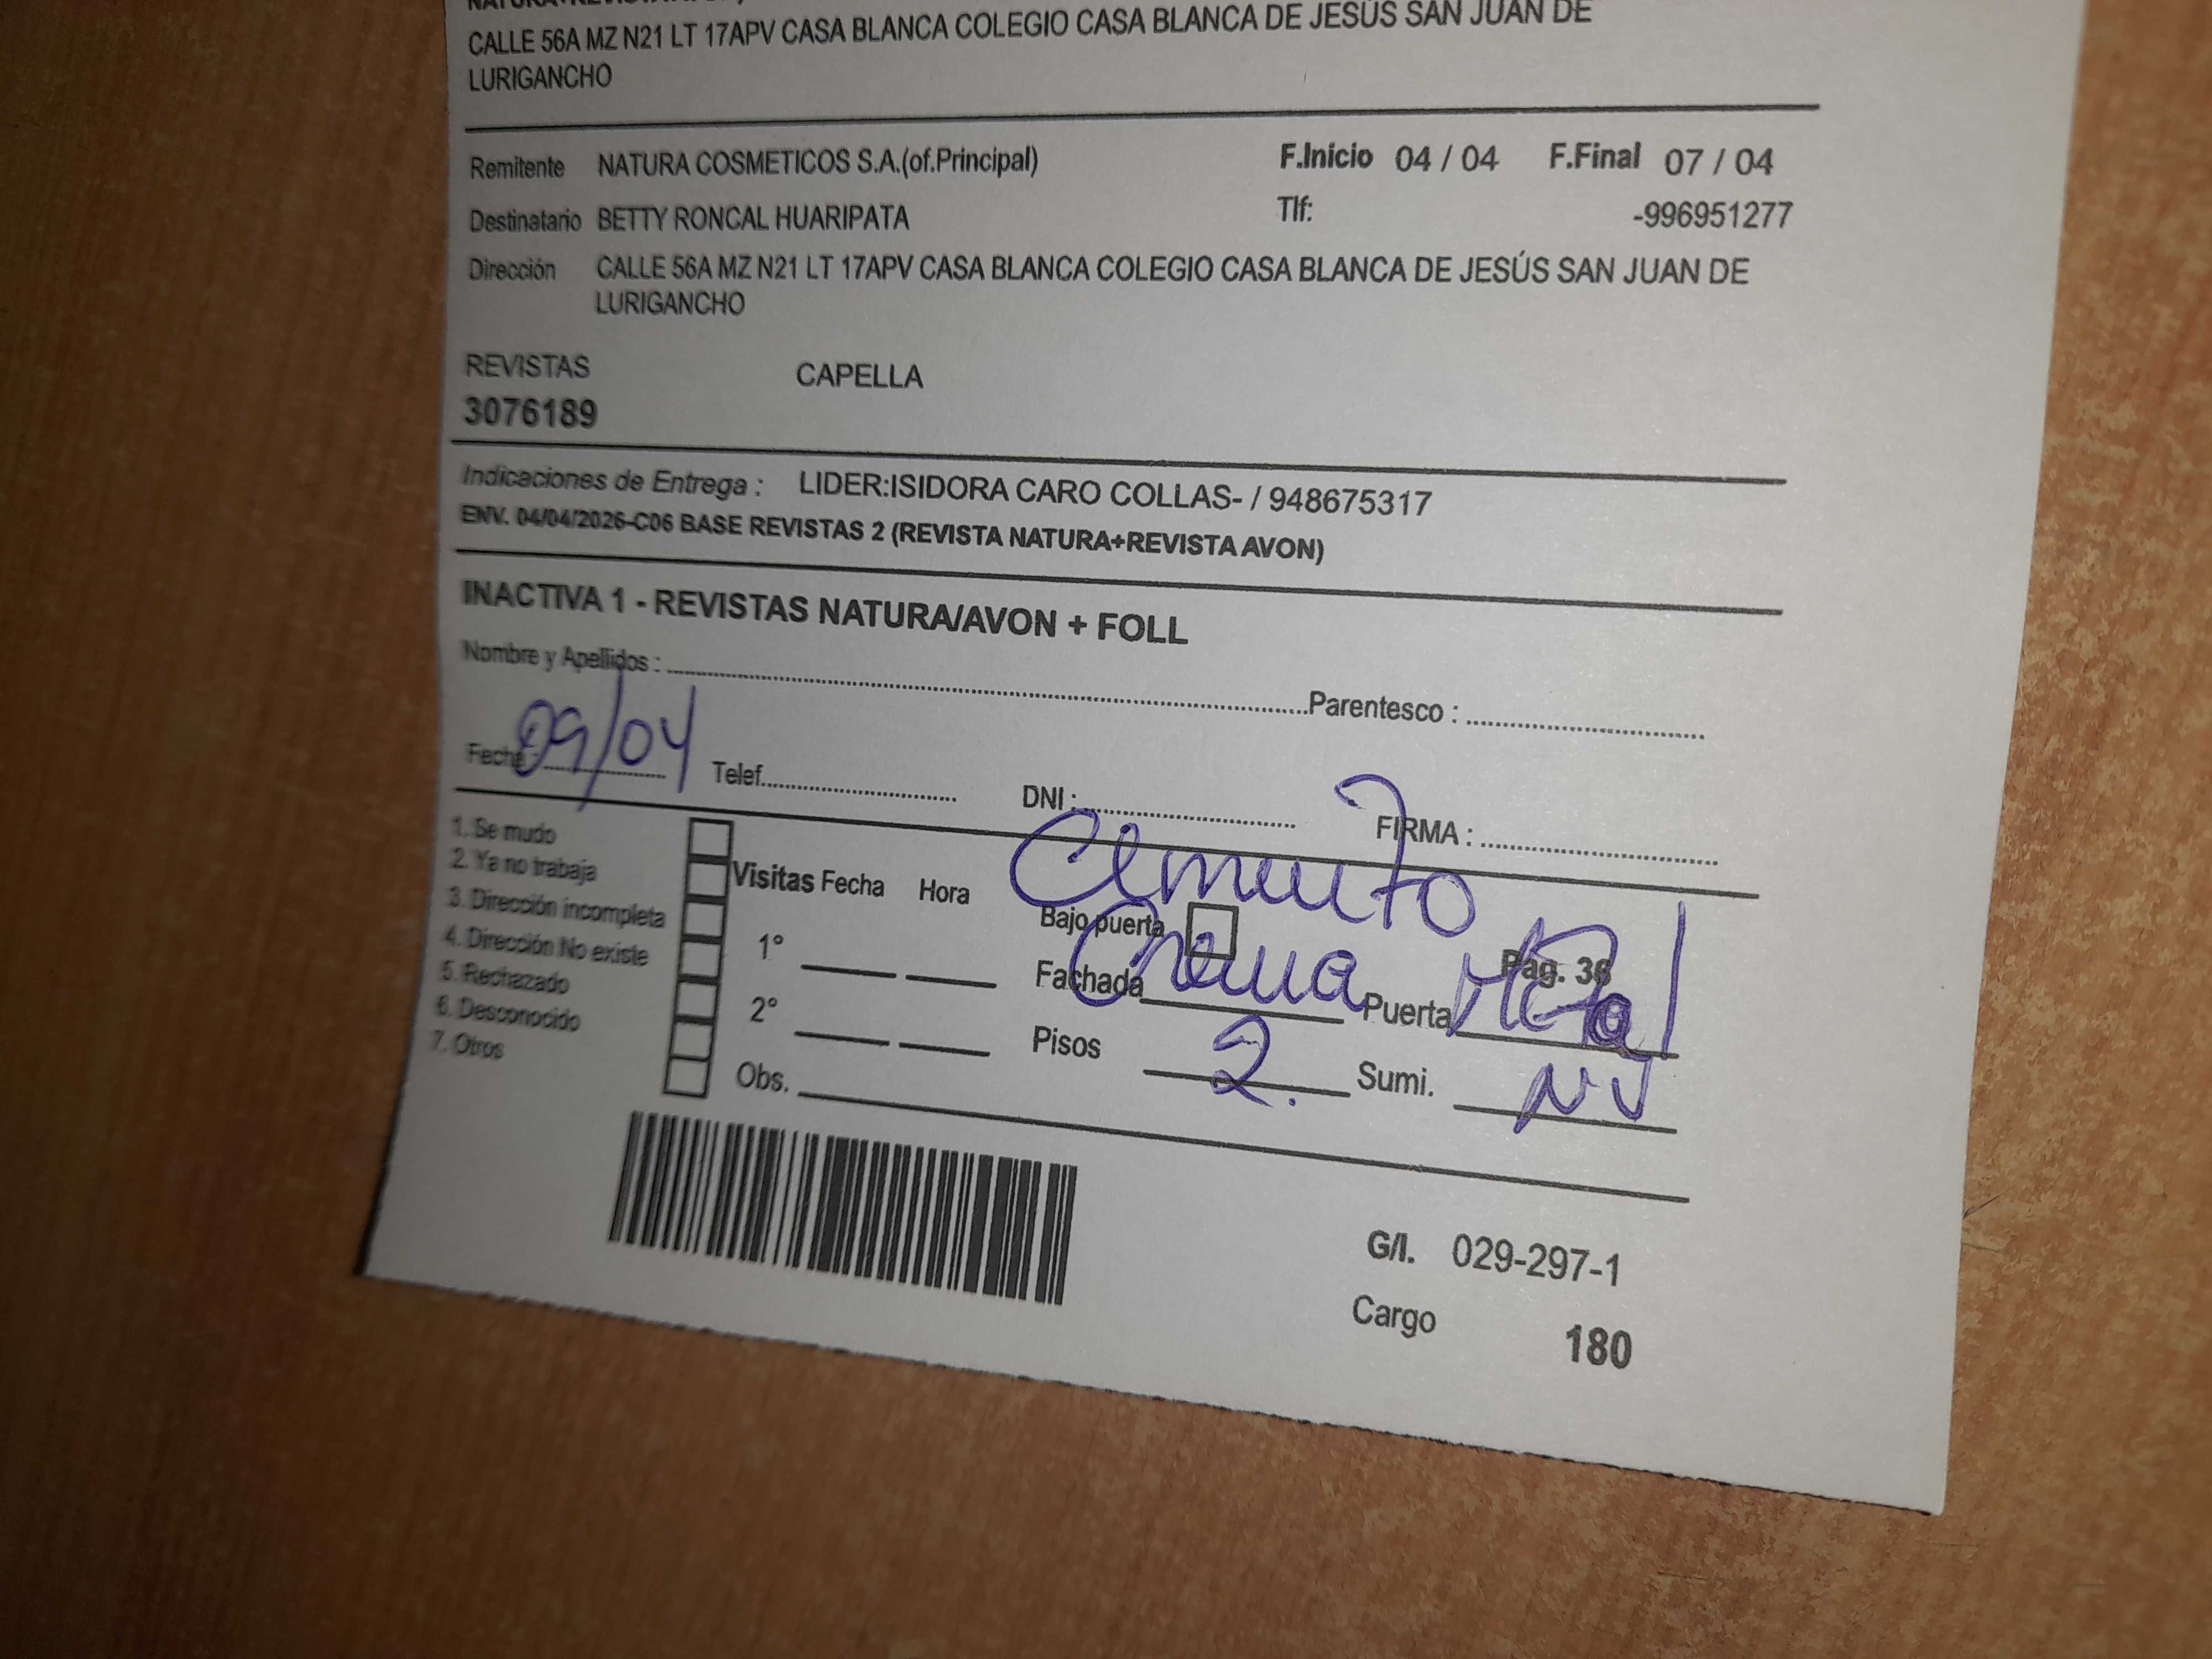 CALLE 56A MZ N21 LT 17APV CASA BLANCA COLEGIO CASA BLANCA DE JESÚS SAN JUAN DE
LURIGANCHO
Remitente NATURA COSMETICOS S.A.(of.Principal) F.Inicio 04 / 04 F.Final 07 / 04
Destinatario BETTY RONCAL HUARIPATA Tlf: -996951277
Dirección CALLE 56A MZ N21 LT 17APV CASA BLANCA COLEGIO CASA BLANCA DE JESÚS SAN JUAN DE
LURIGANCHO
REVISTAS CAPELLA
3076189
Indicaciones de Entrega : LIDER:ISIDORA CARO COLLAS- / 948675317
ENV. 04/04/2026-C06 BASE REVISTAS 2 (REVISTA NATURA+REVISTA AVON)
INACTIVA 1 - REVISTAS NATURA/AVON + FOLL
Nombre y Apellidos : Parentesco :
Fecha : 09/04 Telef. DNI : FIRMA :
1. Se mudo
2. Ya no trabaja
3. Dirección incompleta
4. Dirección No existe
5. Rechazado
6. Desconocido
7. Otros
Visitas Fecha Hora
1°
2°
Obs.
Cemento
Bajo puerta Pag. 36
Fachada Crema Puerta Metal
Pisos 2. Sumi.
G/I. 029-297-1
Cargo 180